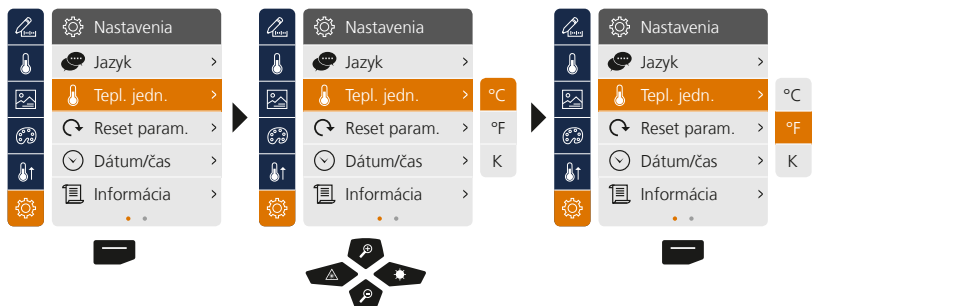 Nastavenia
Jazyk
Tepl. jedn.
Reset param.
Dátum/čas
Informácia
Nastavenia
Jazyk
Tepl. jedn.
Reset param.
Dátum/čas
Informácia
°C
°F
K
Nastavenia
Jazyk
Tepl. jedn.
Reset param.
Dátum/čas
Informácia
°C
°F
K